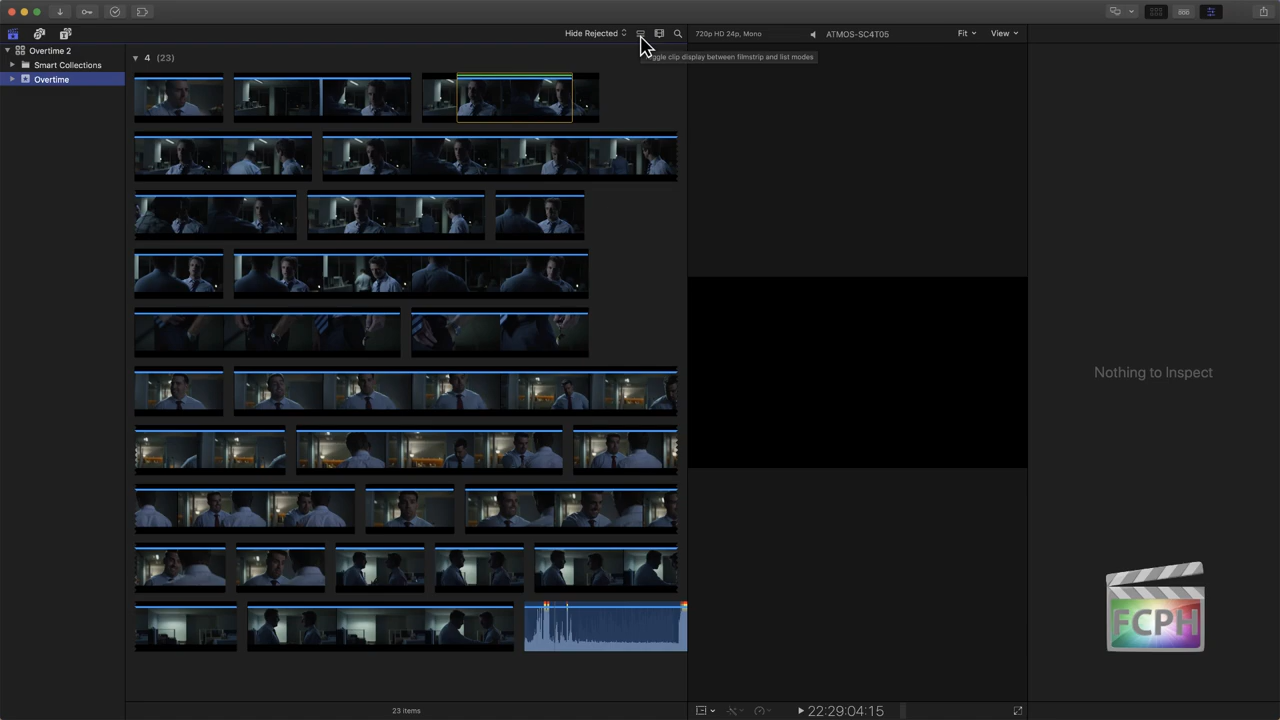 Hide Rejected
720p HD 24p, Mono
ATMOS-SC4T05
Fit
View
Overtime 2
Smart Collections
Overtime
4 (23)
ggle clip display between filmstrip and list modes
Nothing to Inspect
FCPH
23 items
22:29:04:15